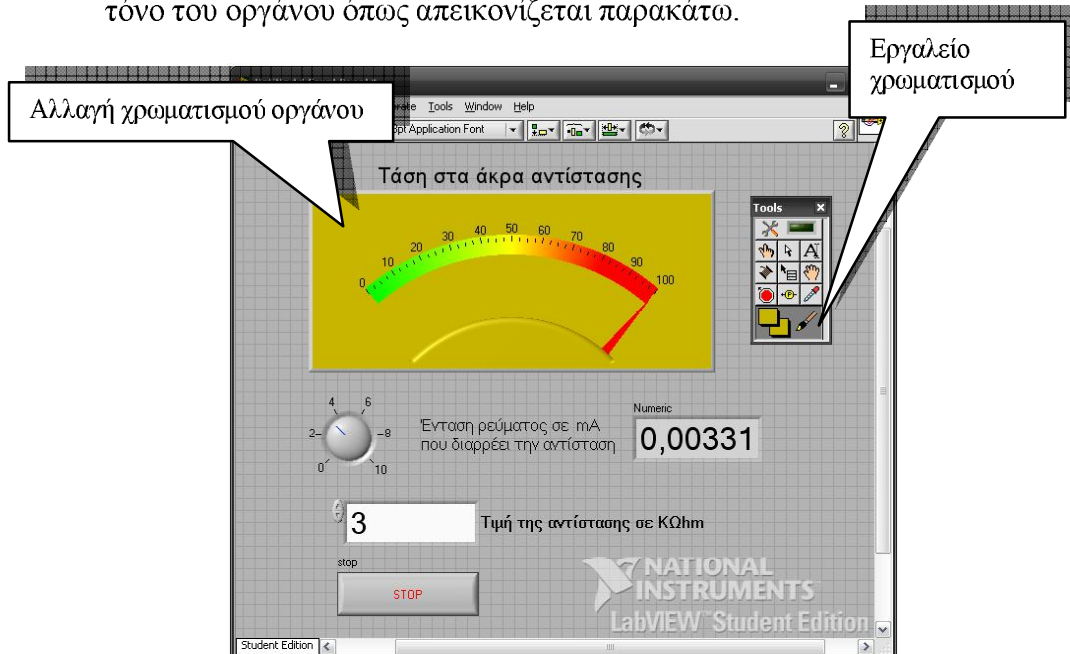 τόνο του οργάνου όπως απεικονίζεται παρακάτω.
Εργαλείο
χρωματισμού
Αλλαγή χρωματισμού οργάνου
Tools Window Help
Application Font
Τάση στα άκρα αντίστασης
0 10 20 30 40 50 60 70 80 90 100
Tools
0 2 4 6 8 10
Ένταση ρεύματος σε mA
που διαρρέει την αντίσταση
Numeric
0,00331
3
Τιμή της αντίστασης σε KΩhm
stop
STOP
NATIONAL
INSTRUMENTS
LabVIEW™ Student Edition
Student Edition